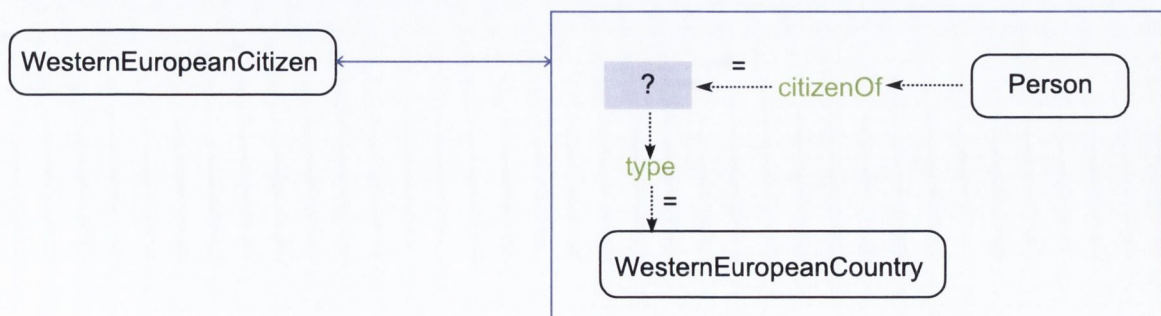 WesternEuropeanCitizen
? = citizenOf Person
type
=
WesternEuropeanCountry